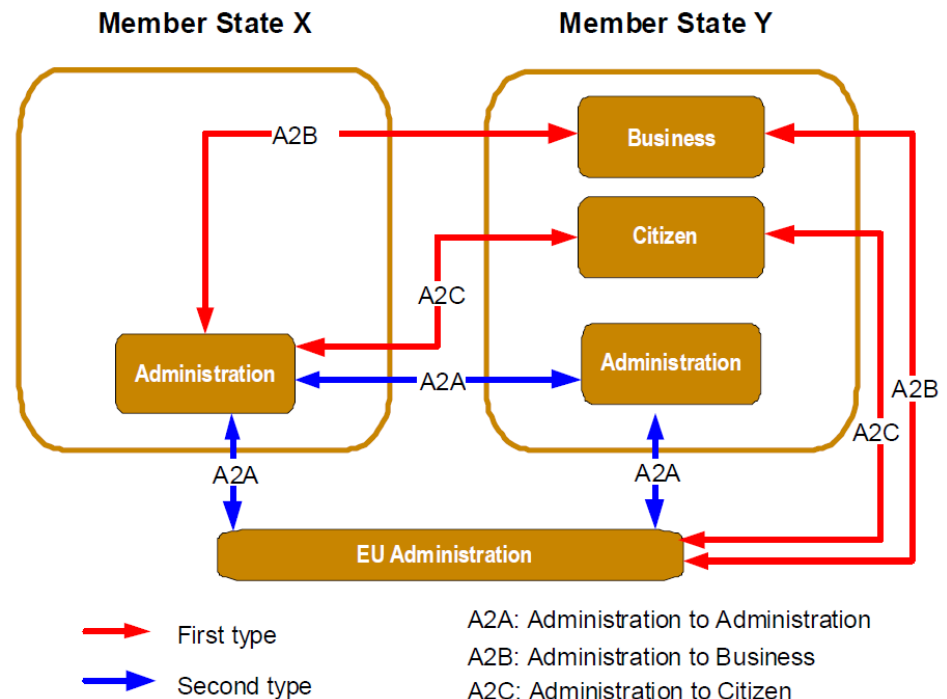 Member State X
Member State Y
A2B
Business
Citizen
A2C
Administration
A2A
Administration
A2B
A2C
A2A
A2A
EU Administration
First type
Second type
A2A: Administration to Administration
A2B: Administration to Business
A2C: Administration to Citizen